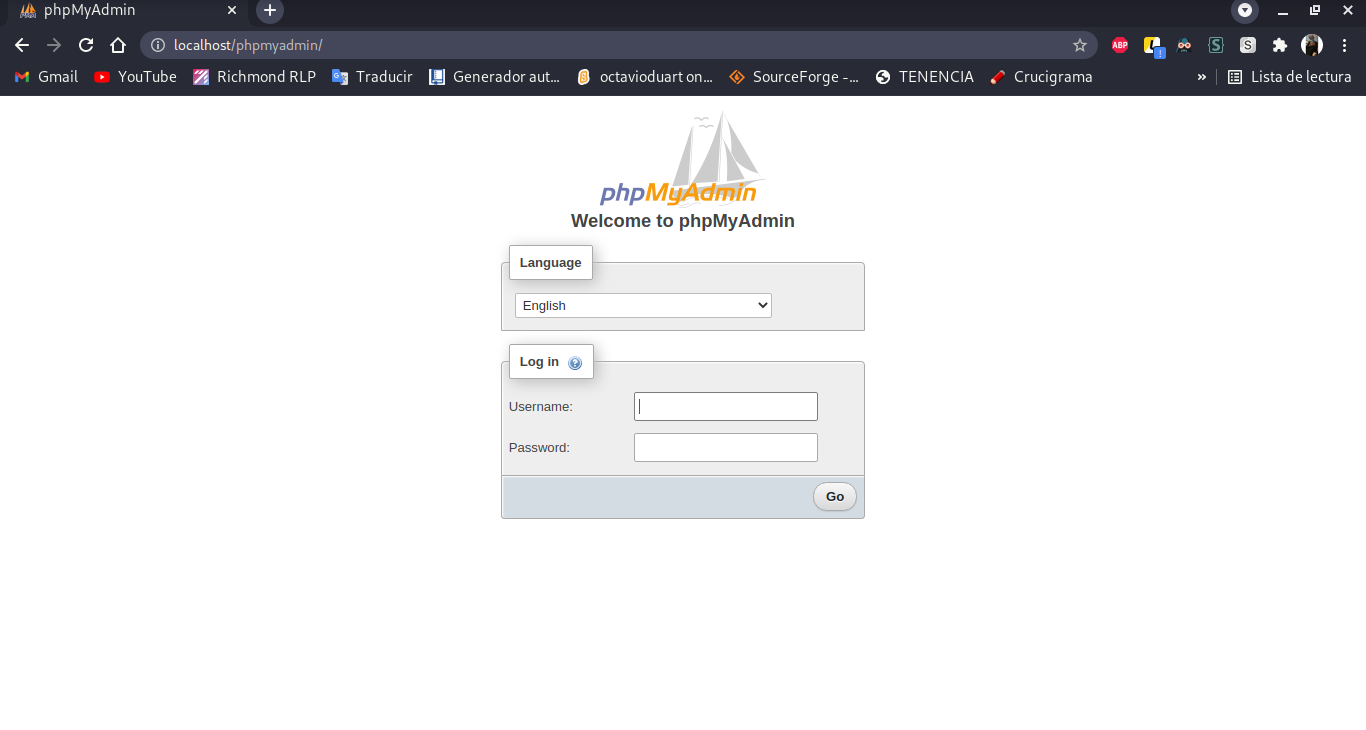 phpMyAdmin
localhost/phpmyadmin/
ABP
L
!
S
S
Gmail
YouTube
Richmond RLP
Traducir
Generador aut...
octavioduart on...
SourceForge -...
TENENCIA
Crucigrama
»
Lista de lectura
phpMyAdmin
Welcome to phpMyAdmin
Language
English
Log in ?
Username:
Password:
Go